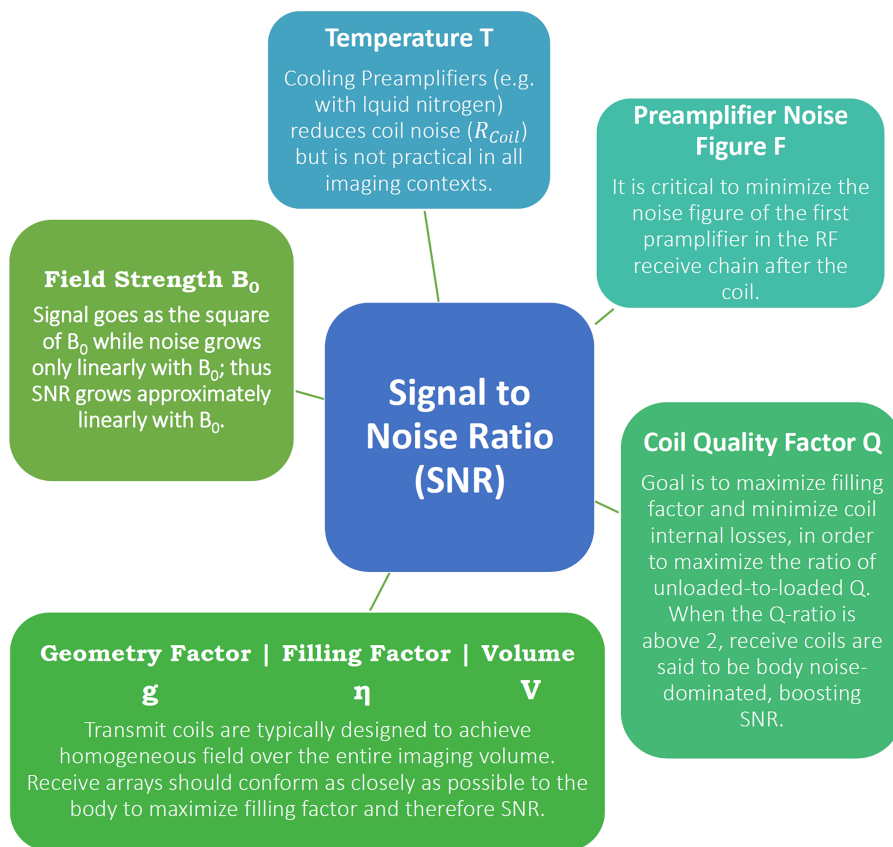 Temperature T
Cooling Preamplifiers (e.g.
with lquid nitrogen)
reduces coil noise (R_Coil)
but is not practical in all
imaging contexts.
Preamplifier Noise
Figure F
It is critical to minimize the
noise figure of the first
pramplifier in the RF
receive chain after the
coil.
Field Strength B₀
Signal goes as the square
of B₀ while noise grows
only linearly with B₀; thus
SNR grows approximately
linearly with B₀.
Signal to
Noise Ratio
(SNR)
Coil Quality Factor Q
Goal is to maximize filling
factor and minimize coil
internal losses, in order
to maximize the ratio of
unloaded-to-loaded Q.
When the Q-ratio is
above 2, receive coils are
said to be body noise-
dominated, boosting
SNR.
Geometry Factor | Filling Factor | Volume
g η V
Transmit coils are typically designed to achieve
homogeneous field over the entire imaging volume.
Receive arrays should conform as closely as possible to the
body to maximize filling factor and therefore SNR.